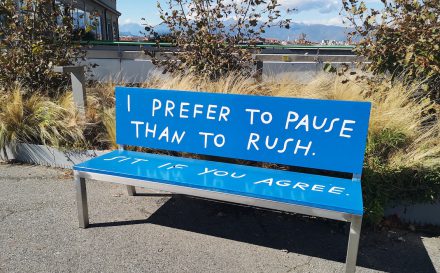 I PREFER TO PAUSE
THAN TO RUSH.
SIT IF YOU AGREE.